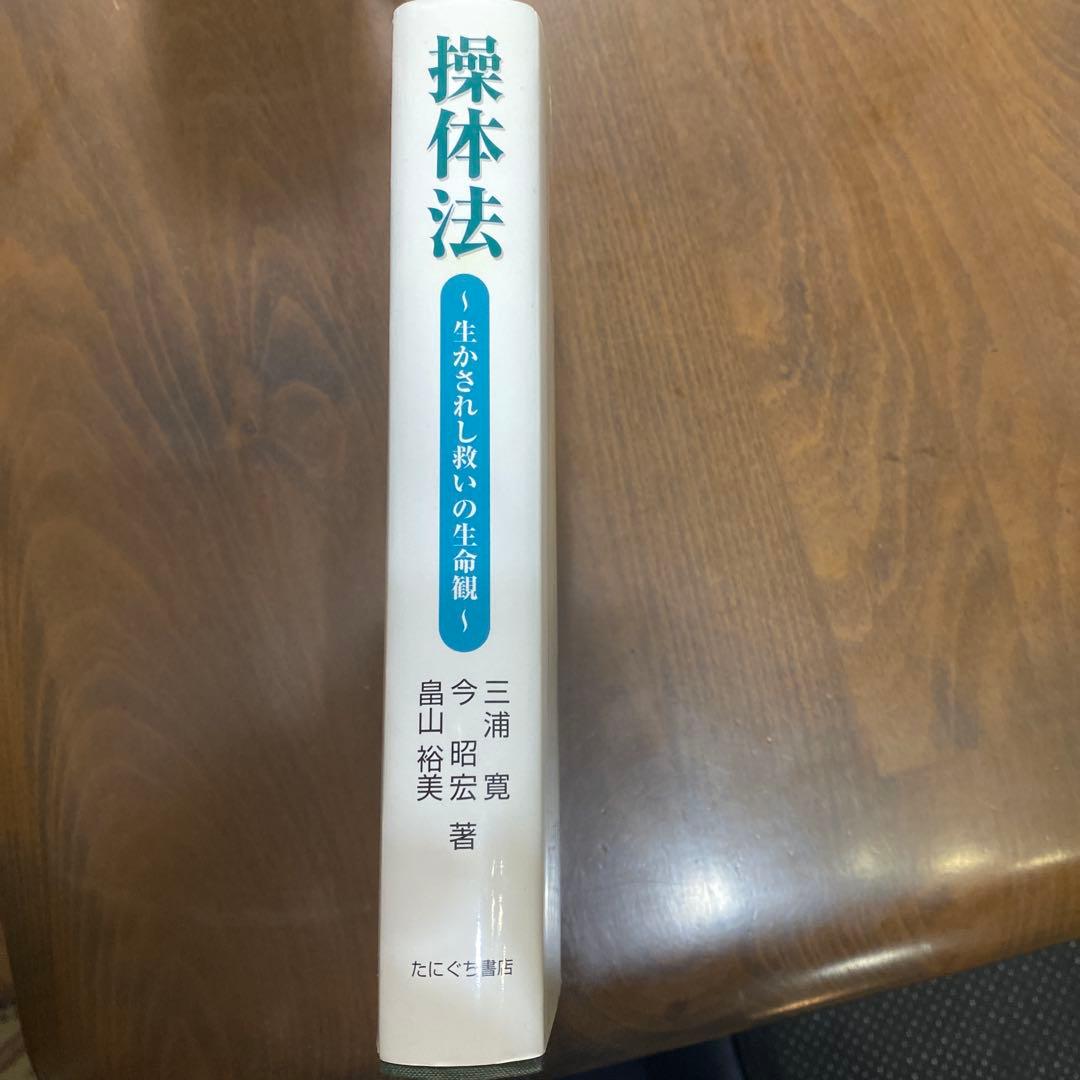 操体法
~生かされし救いの生命観~
三浦 寛
今 昭宏 著
畠山 裕美
たにぐち書店